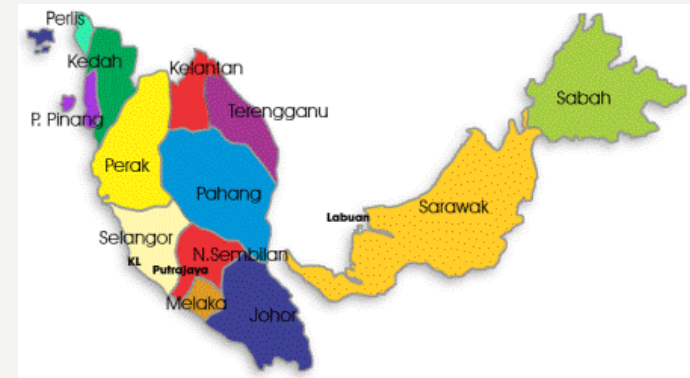 Perlis
Kedah
Kelantan
P. Pinang
Terengganu
Sabah
Perak
Pahang
Labuan
Sarawak
Selangor
N.Sembilan
KL
Putrajaya
Melaka
Johor